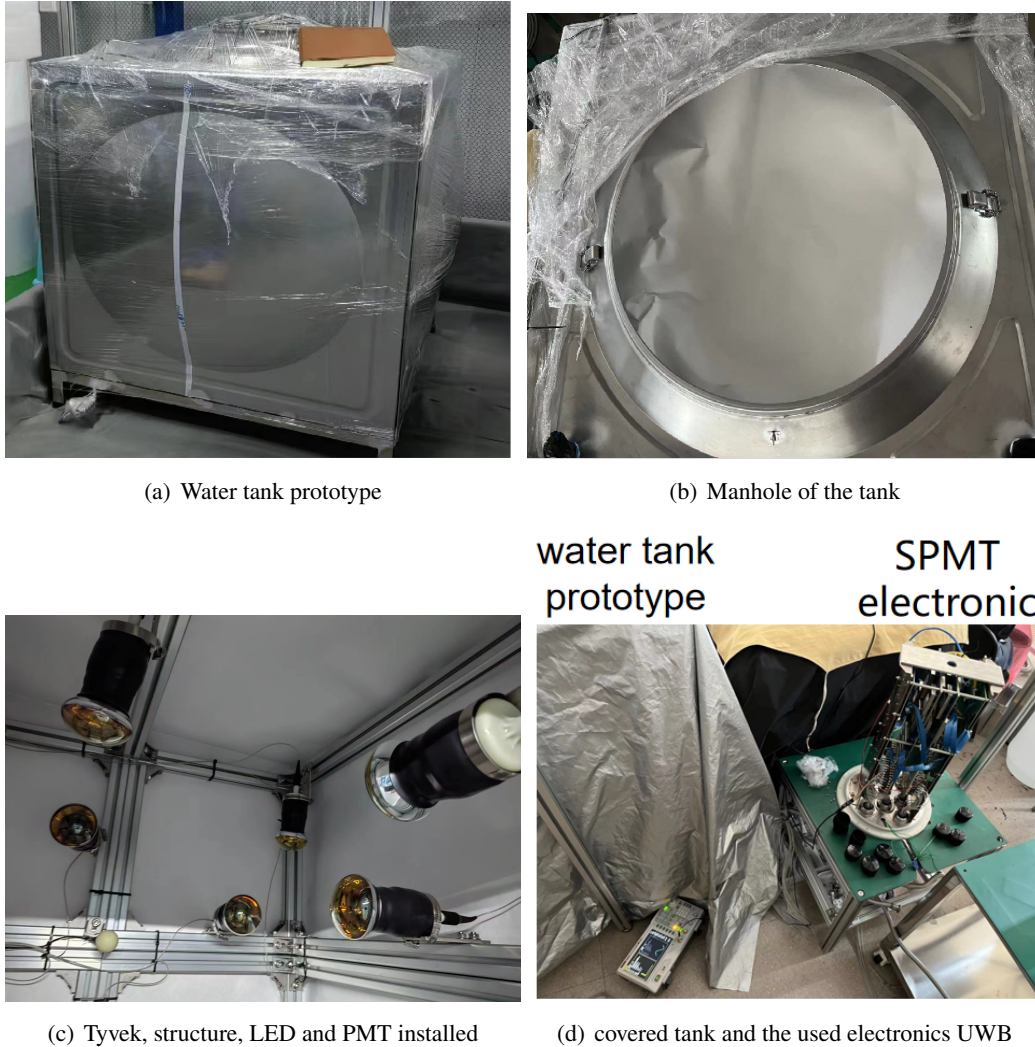 (a) Water tank prototype
(b) Manhole of the tank
water tank
prototype
SPMT
electronic
(c) Tyvek, structure, LED and PMT installed
(d) covered tank and the used electronics UWB